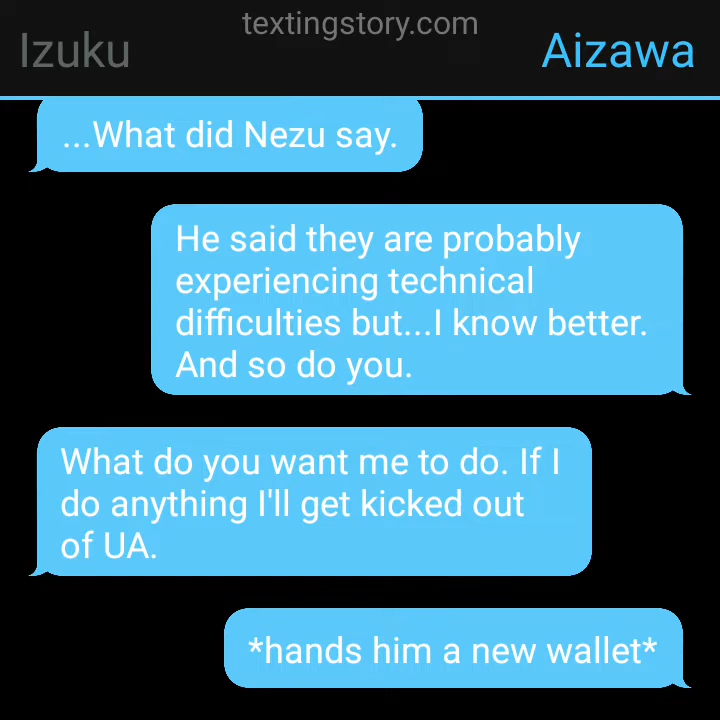 textingstory.com
Izuku
Aizawa
...What did Nezu say.
He said they are probably
experiencing technical
difficulties but...I know better.
And so do you.
What do you want me to do. If I
do anything I'll get kicked out
of UA.
*hands him a new wallet*